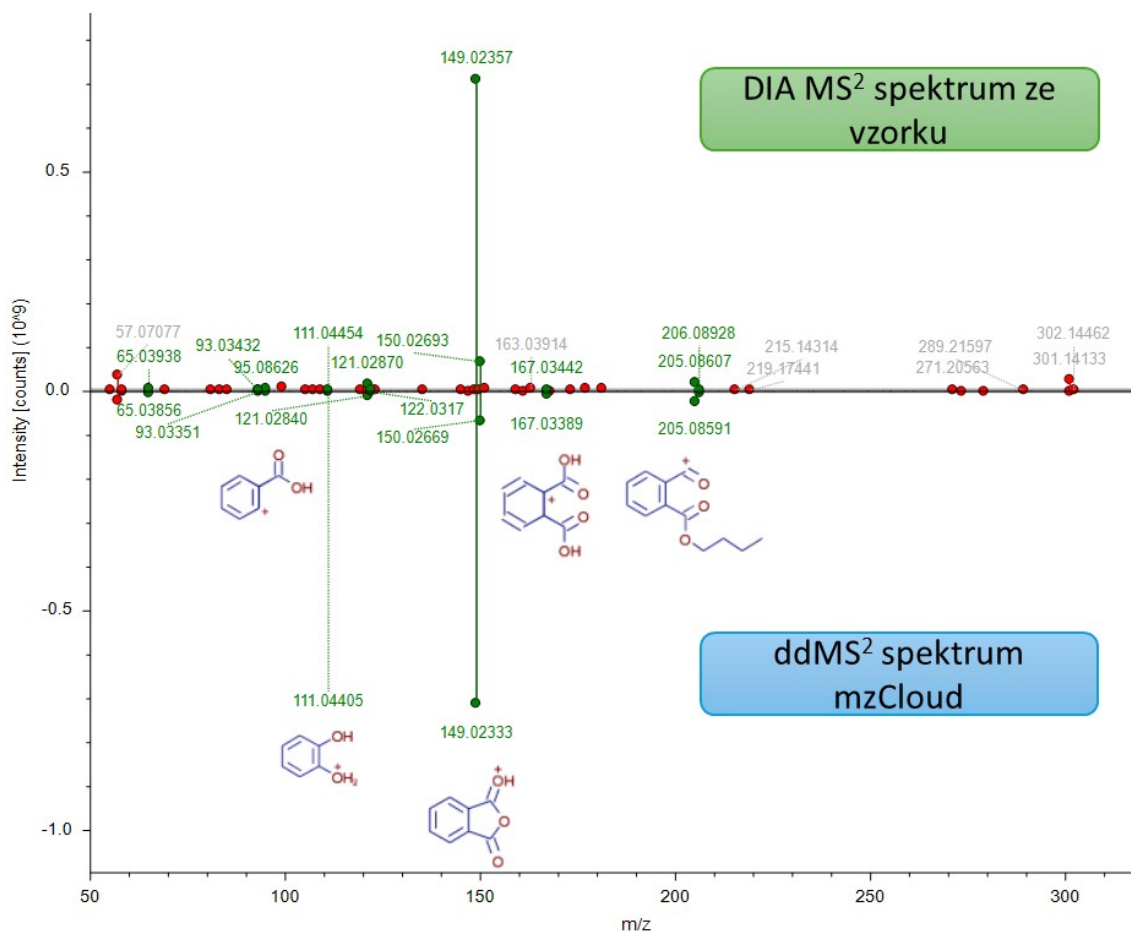 149.02357
DIA MS² spektrum ze
vzorku
0.5
57.07077
65.03938
93.03432
95.08626
111.04454
121.02870
150.02693
163.03914
167.03442
206.08928
205.08607
215.14314
219.17441
289.21597
271.20563
302.14462
301.14133
Intensity [counts] (10^9)
0.0
65.03856
93.03351
121.02840
122.0317
150.02669
167.03389
205.08591
O
OH
+
OH
O
+
O
OH
+
O
O
O
-0.5
ddMS² spektrum
mzCloud
111.04405
149.02333
OH
+
OH₂
+
OH
O
O
-1.0
50
100
150
200
250
300
m/z